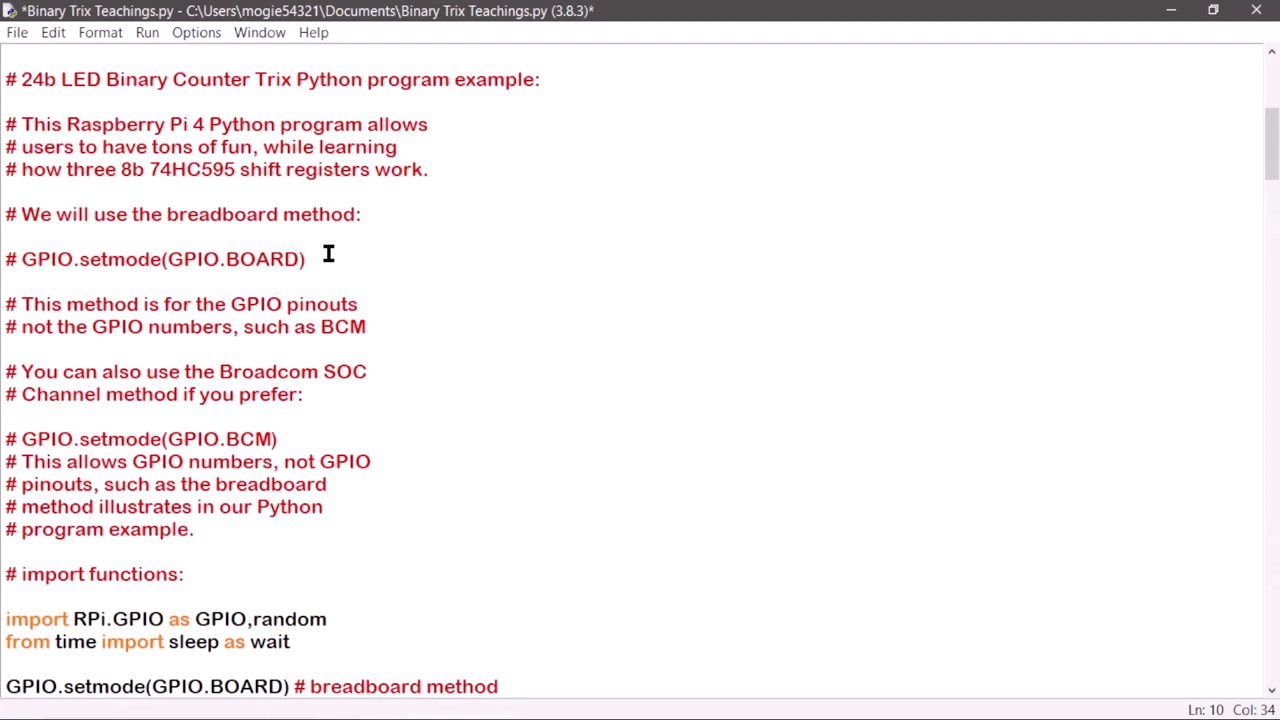 *Binary Trix Teachings.py - C:\Users\mogie54321\Documents\Binary Trix Teachings.py (3.8.3)*
File Edit Format Run Options Window Help
# 24b LED Binary Counter Trix Python program example:
# This Raspberry Pi 4 Python program allows
# users to have tons of fun, while learning
# how three 8b 74HC595 shift registers work.
# We will use the breadboard method:
# GPIO.setmode(GPIO.BOARD)
# This method is for the GPIO pinouts
# not the GPIO numbers, such as BCM
# You can also use the Broadcom SOC
# Channel method if you prefer:
# GPIO.setmode(GPIO.BCM)
# This allows GPIO numbers, not GPIO
# pinouts, such as the breadboard
# method illustrates in our Python
# program example.
# import functions:
import RPi.GPIO as GPIO,random
from time import sleep as wait
GPIO.setmode(GPIO.BOARD) # breadboard method
Ln: 10 Col: 34